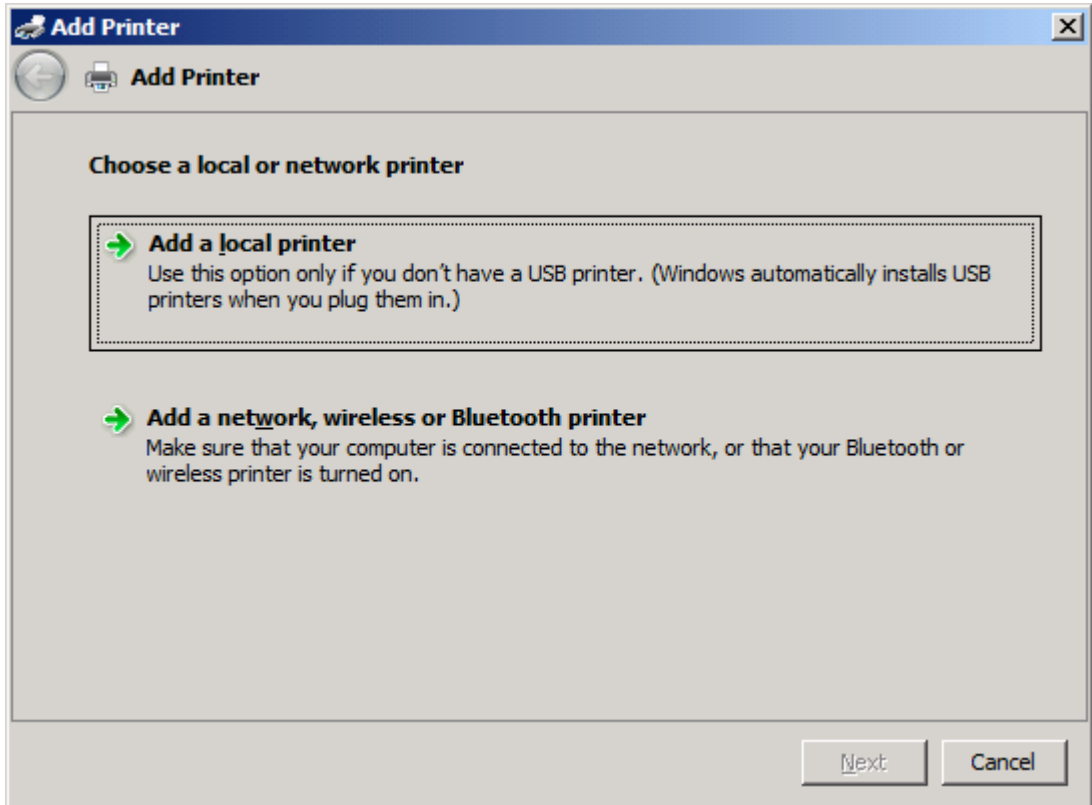 Add Printer
Add Printer
Choose a local or network printer
Add a local printer
Use this option only if you don't have a USB printer. (Windows automatically installs USB
printers when you plug them in.)
Add a network, wireless or Bluetooth printer
Make sure that your computer is connected to the network, or that your Bluetooth or
wireless printer is turned on.
Next Cancel